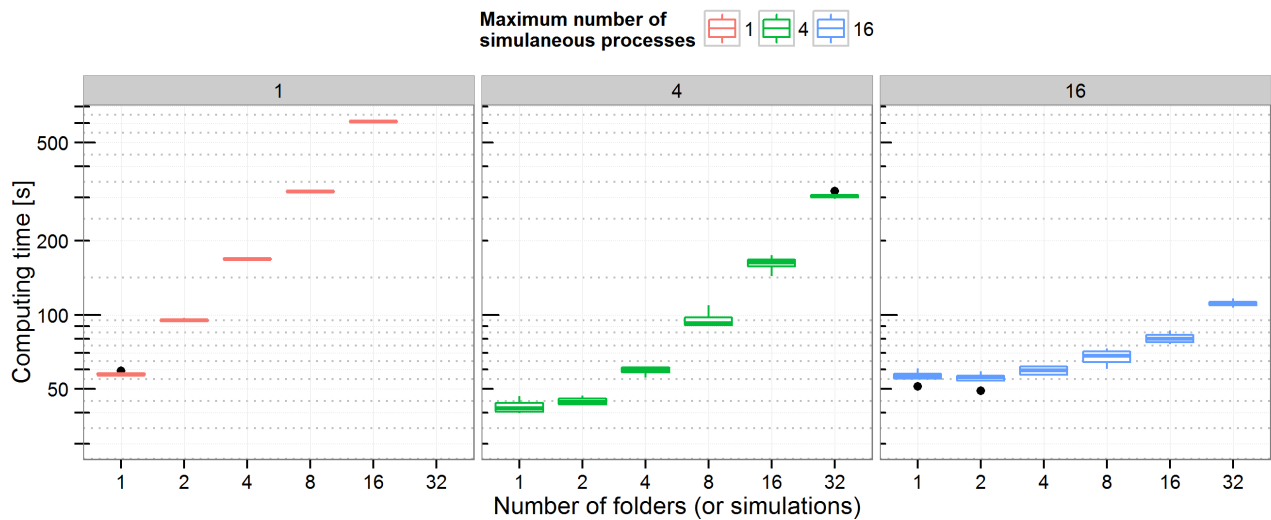 Maximum number of
simulaneous processes 1 4 16
1 4 16
Computing time [s]
500
200
100
50
1 2 4 8 16 32 1 2 4 8 16 32 1 2 4 8 16 32
Number of folders (or simulations)